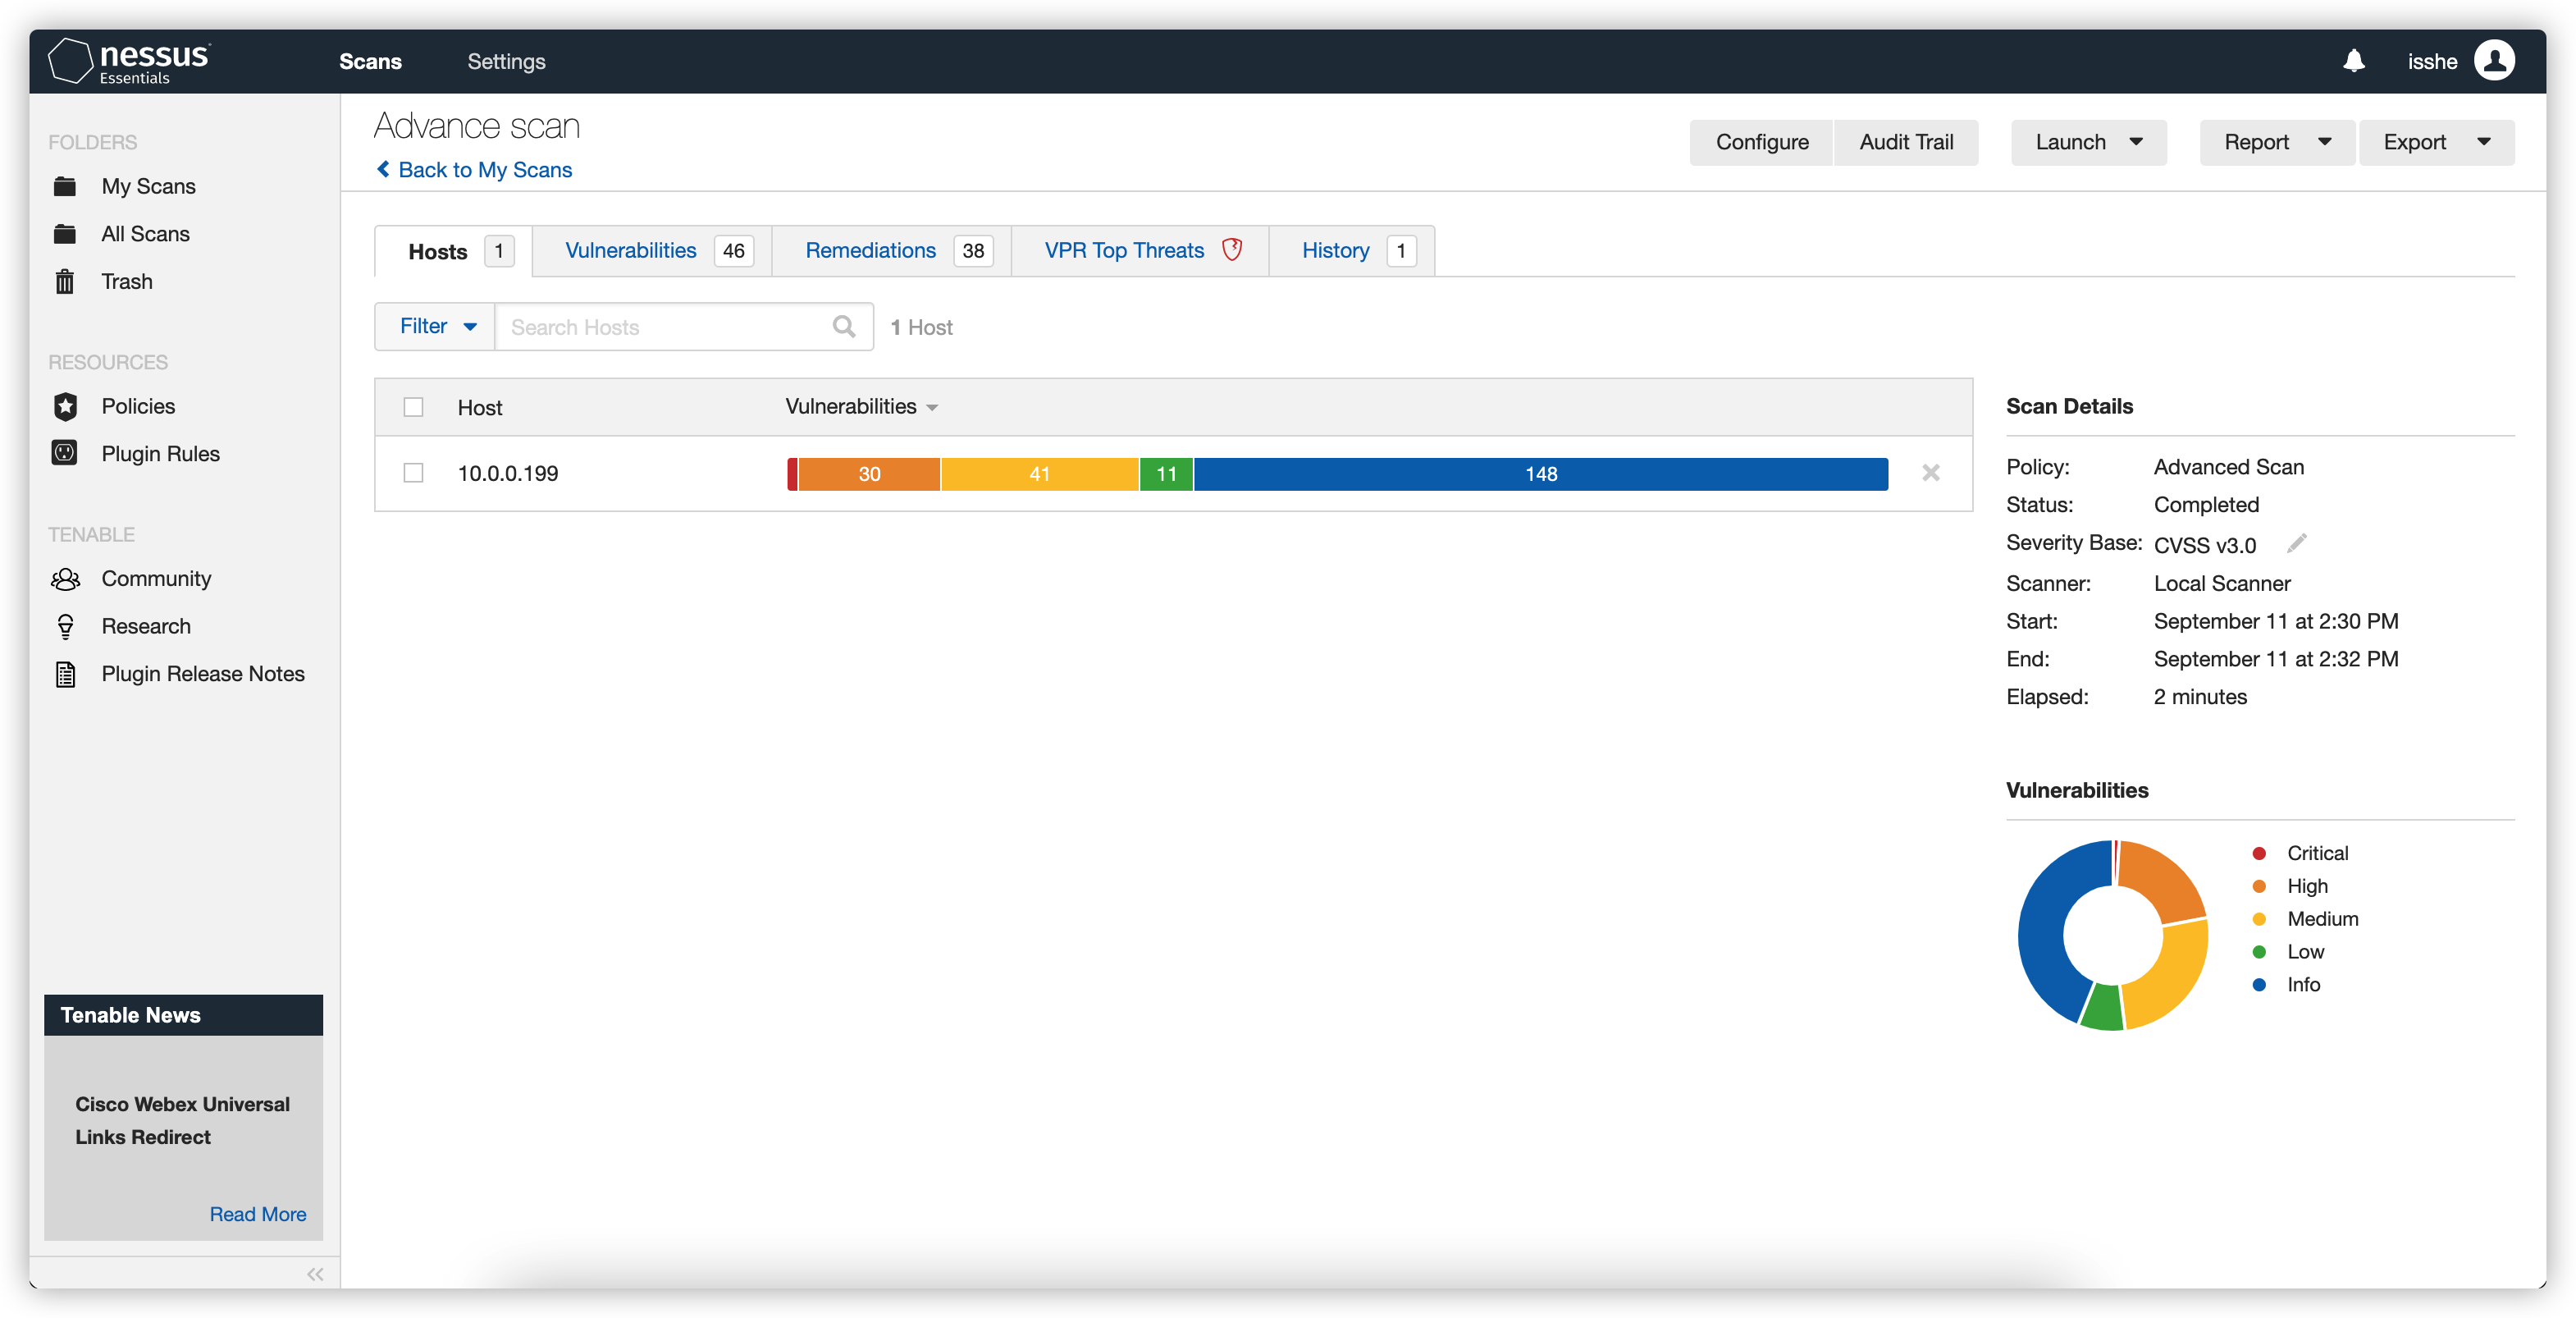 nessus
Essentials
Scans
Settings
isshe
FOLDERS
My Scans
All Scans
Trash
RESOURCES
Policies
Plugin Rules
TENABLE
Community
Research
Plugin Release Notes
Tenable News
Cisco Webex Universal
Links Redirect
Read More
Advance scan
Back to My Scans
Configure
Audit Trail
Launch
Report
Export
Hosts 1
Vulnerabilities 46
Remediations 38
VPR Top Threats
History 1
Filter
Search Hosts
1 Host
Host
Vulnerabilities
10.0.0.199
30
41
11
148
Scan Details
Policy: Advanced Scan
Status: Completed
Severity Base: CVSS v3.0
Scanner: Local Scanner
Start: September 11 at 2:30 PM
End: September 11 at 2:32 PM
Elapsed: 2 minutes
Vulnerabilities
Critical
High
Medium
Low
Info